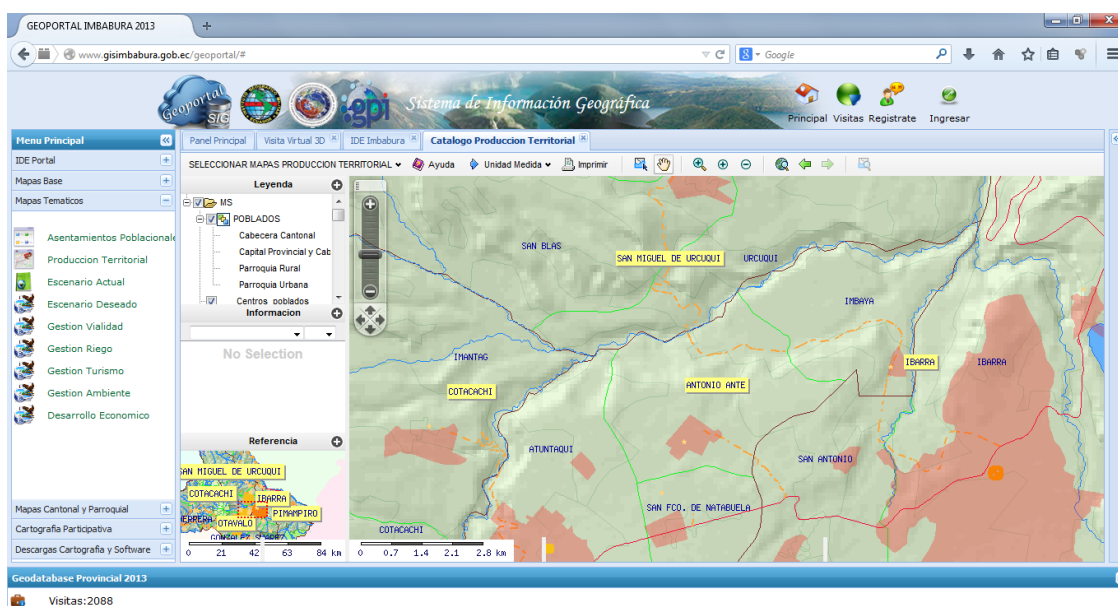 GEOPORTAL IMBABURA 2013
www.gisimbabura.gob.ec/geoportal/#
Google
Geoportal
SIG
gpi
Sistema de Información Geográfica
Principal Visitas Registrate Ingresar
Menu Principal
Panel Principal
Visita Virtual 3D
IDE Imbabura
Catalogo Produccion Territorial
IDE Portal
SELECCIONAR MAPAS PRODUCCION TERRITORIAL
Ayuda
Unidad Medida
Imprimir
Mapas Base
Mapas Tematicos
Asentamientos Poblacionale
Produccion Territorial
Escenario Actual
Escenario Deseado
Gestion Vialidad
Gestion Riego
Gestion Turismo
Gestion Ambiente
Desarrollo Economico
Mapas Cantonal y Parroquial
Cartografia Participativa
Descargas Cartografia y Software
Leyenda
MS
POBLADOS
Cabecera Cantonal
Capital Provincial y Cab
Parroquia Rural
Parroquia Urbana
Centros poblados
Informacion
No Selection
Referencia
SAN MIGUEL DE URCUQUI
COTACACHI
IBARRA
PIMAMPIRO
OTAVALO
GONZALEZ SUAREZ
0 21 42 63 84 km
SAN BLAS
SAN MIGUEL DE URCUQUI
URCUQUI
IMBAYA
IMANTAG
COTACACHI
ANTONIO ANTE
IBARRA
IBARRA
ATUNTAQUI
SAN ANTONIO
SAN FCO. DE NATABUELA
COTACACHI
0 0.7 1.4 2.1 2.8 km
Geodatabase Provincial 2013
Visitas:2088